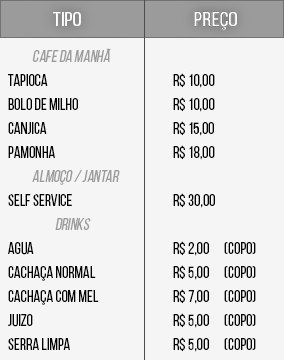 TIPO PREÇO
CAFE DA MANHÃ
TAPIOCA R$ 10,00
BOLO DE MILHO R$ 10,00
CANJICA R$ 15,00
PAMONHA R$ 18,00
ALMOÇO / JANTAR
SELF SERVICE R$ 30,00
DRINKS
AGUA R$ 2,00 (COPO)
CACHAÇA NORMAL R$ 5,00 (COPO)
CACHAÇA COM MEL R$ 7,00 (COPO)
JUIZO R$ 5,00 (COPO)
SERRA LIMPA R$ 5,00 (COPO)